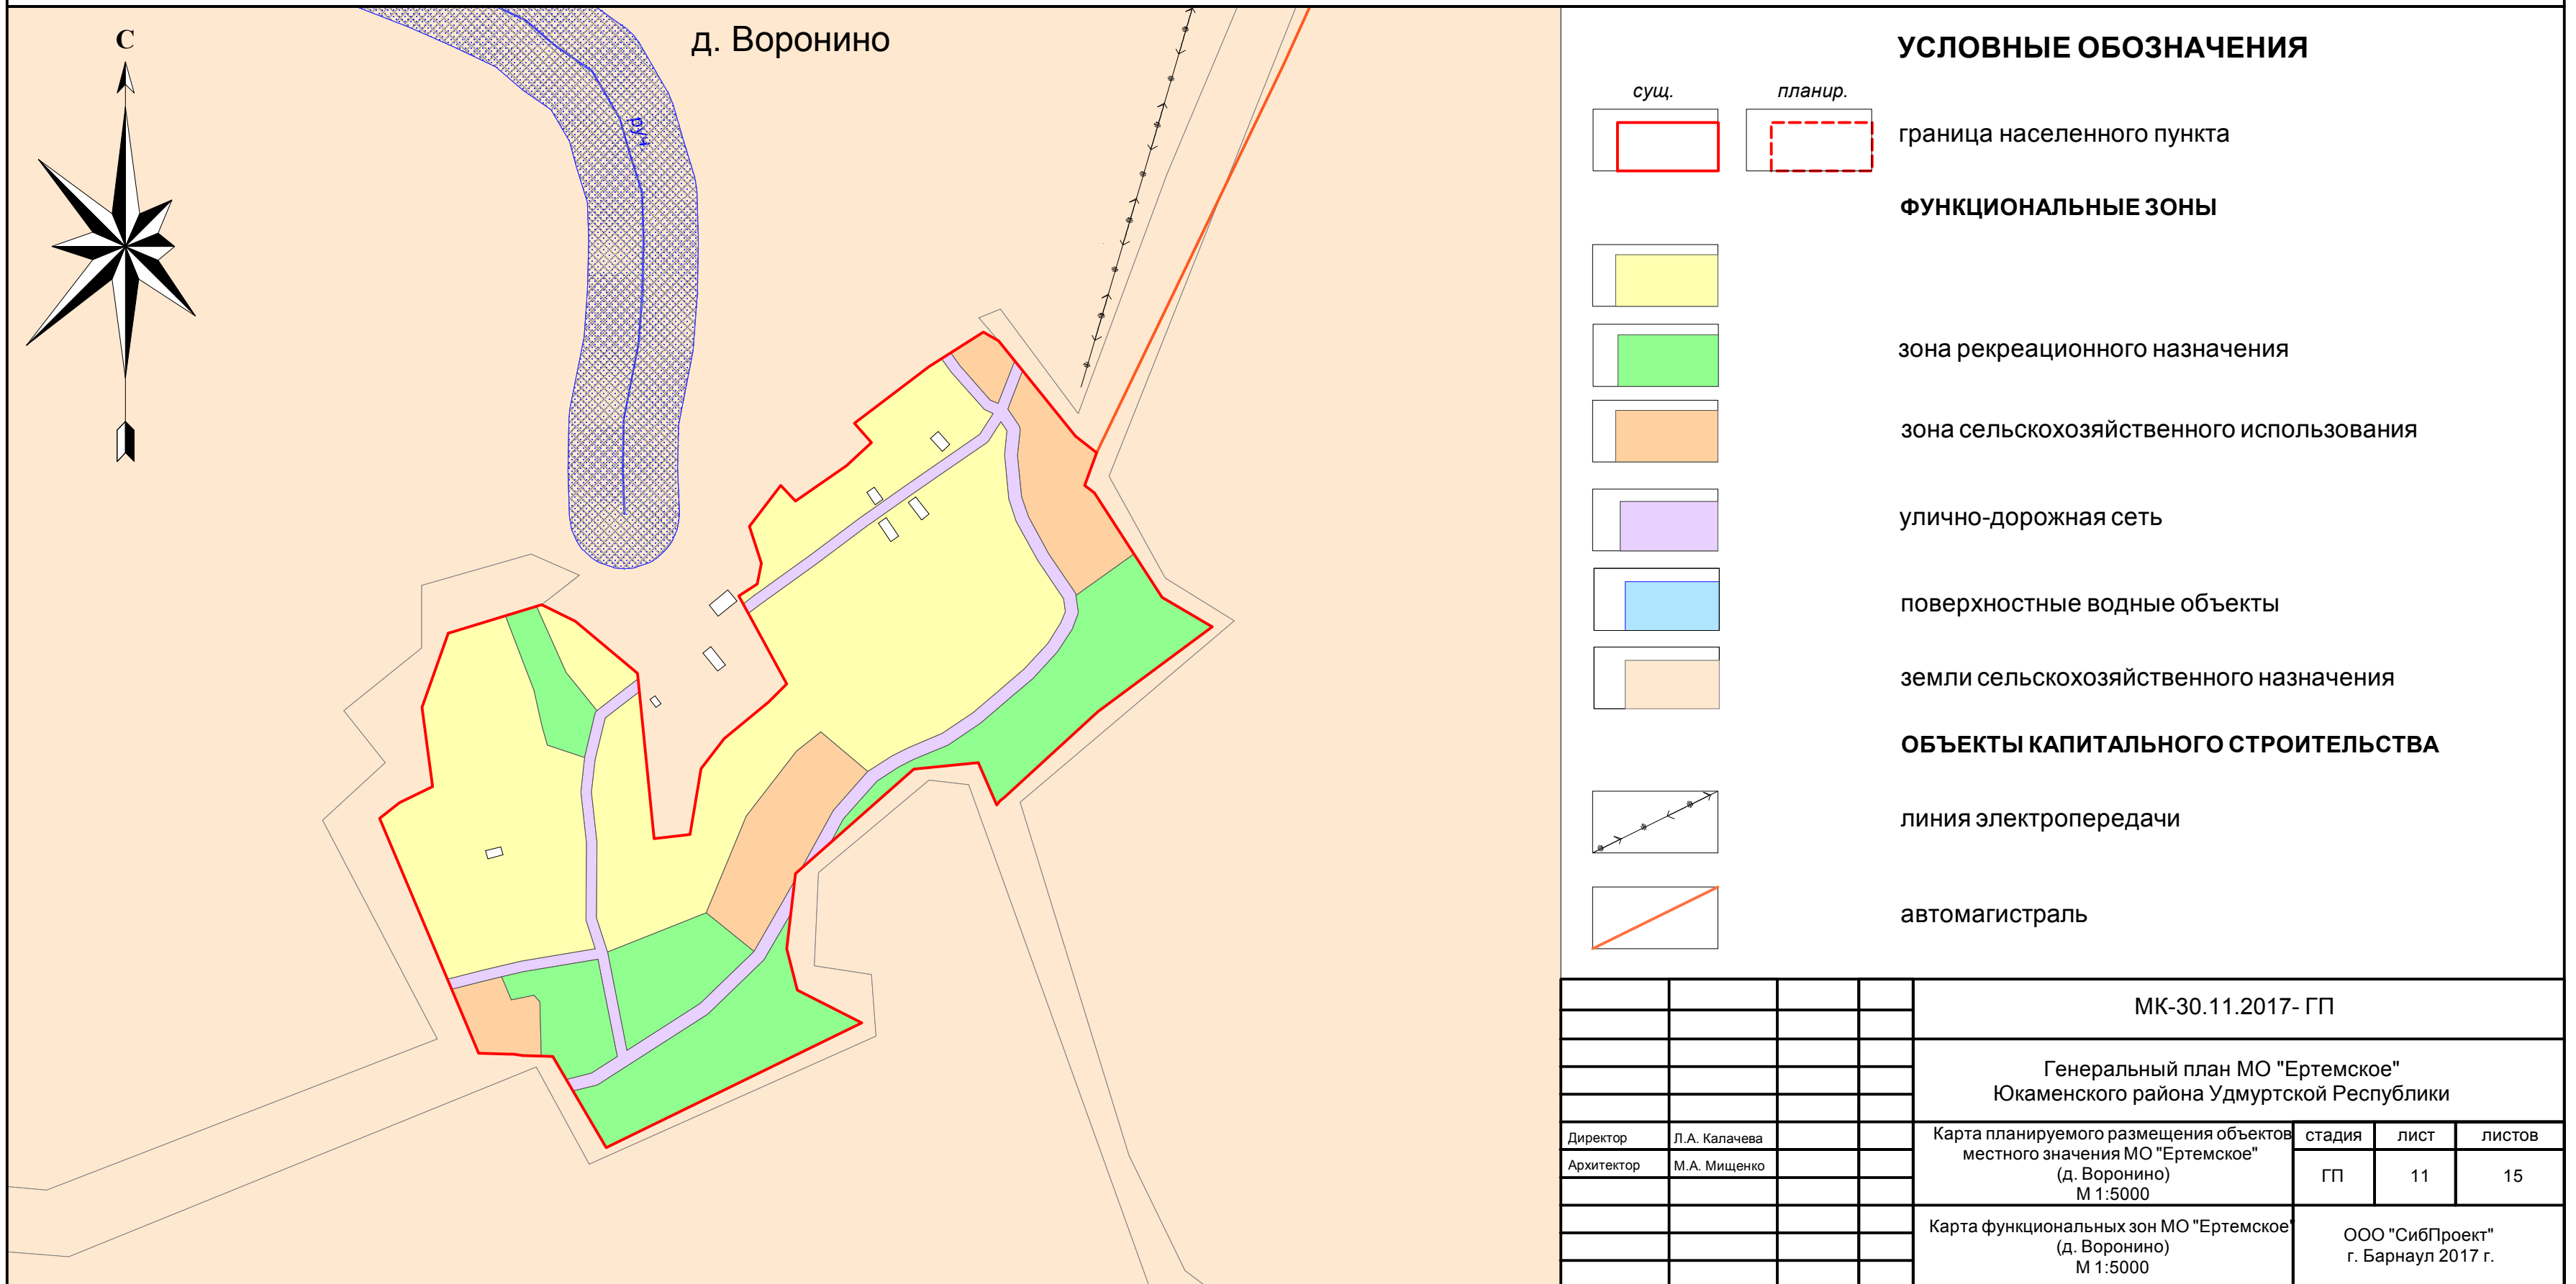 д. Воронино
С
руч
УСЛОВНЫЕ ОБОЗНАЧЕНИЯ
сущ.
планир.
граница населенного пункта
ФУНКЦИОНАЛЬНЫЕ ЗОНЫ
зона рекреационного назначения
зона сельскохозяйственного использования
улично-дорожная сеть
поверхностные водные объекты
земли сельскохозяйственного назначения
ОБЪЕКТЫ КАПИТАЛЬНОГО СТРОИТЕЛЬСТВА
линия электропередачи
автомагистраль
МК-30.11.2017- ГП
Генеральный план МО "Ертемское"
Юкаменского района Удмуртской Республики
Директор
Л.А. Калачева
Архитектор
М.А. Мищенко
Карта планируемого размещения объектов
местного значения МО "Ертемское"
(д. Воронино)
М 1:5000
стадия
лист
листов
ГП
11
15
Карта функциональных зон МО "Ертемское"
(д. Воронино)
М 1:5000
ООО "СибПроект"
г. Барнаул 2017 г.